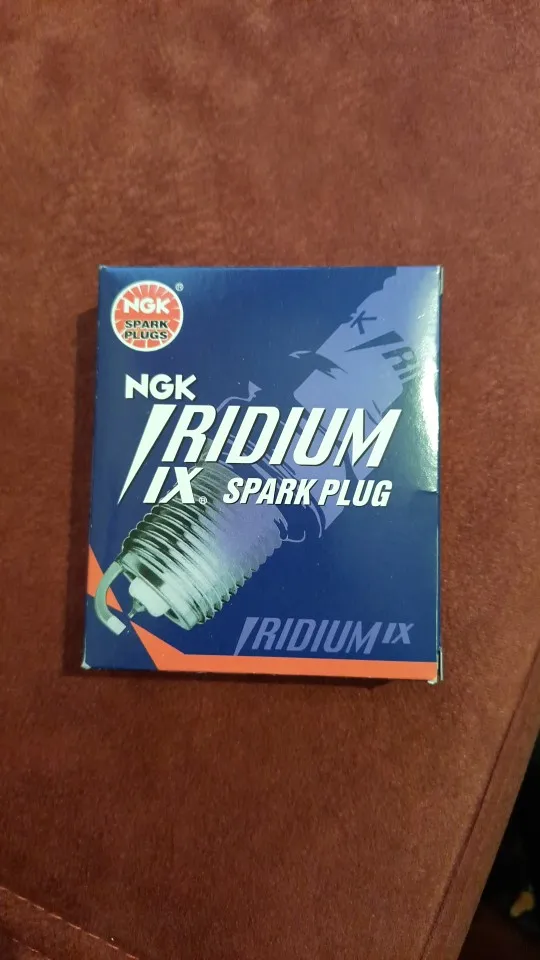 NGK
SPARK
PLUGS
®
NGK
IRIDIUM
IX® SPARK PLUG
IRIDIUM IX